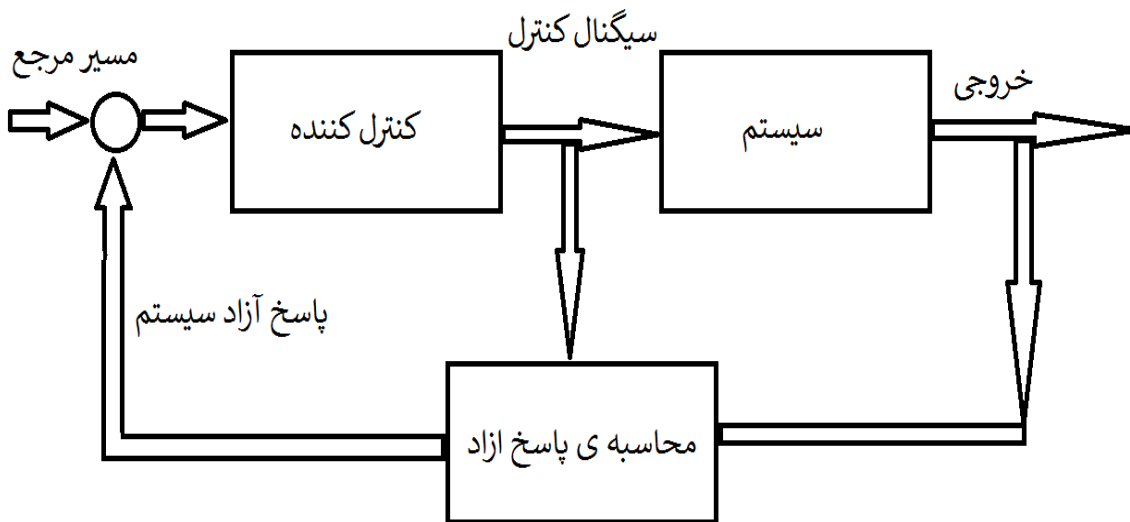 سیگنال کنترل
مسیر مرجع
خروجی
کنترل کننده
سیستم
پاسخ آزاد سیستم
محاسبه ی پاسخ ازاد